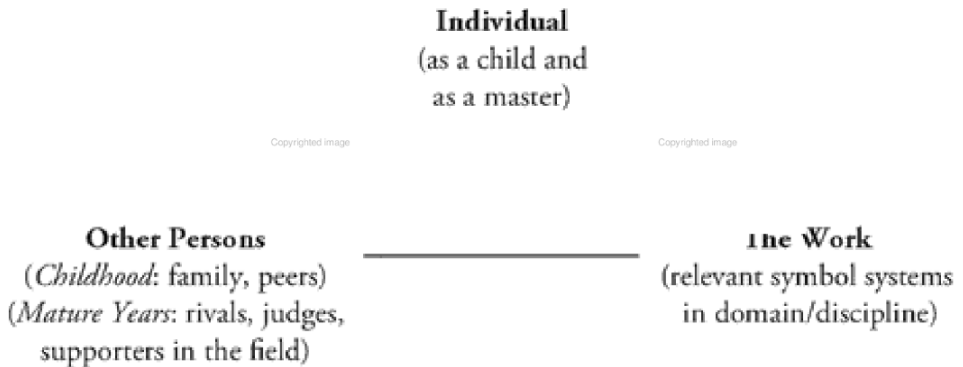 Individual
(as a child and
as a master)
Copyrighted image
Copyrighted image
Other Persons
(Childhood: family, peers)
(Mature Years: rivals, judges,
supporters in the field)
The Work
(relevant symbol systems
in domain/discipline)